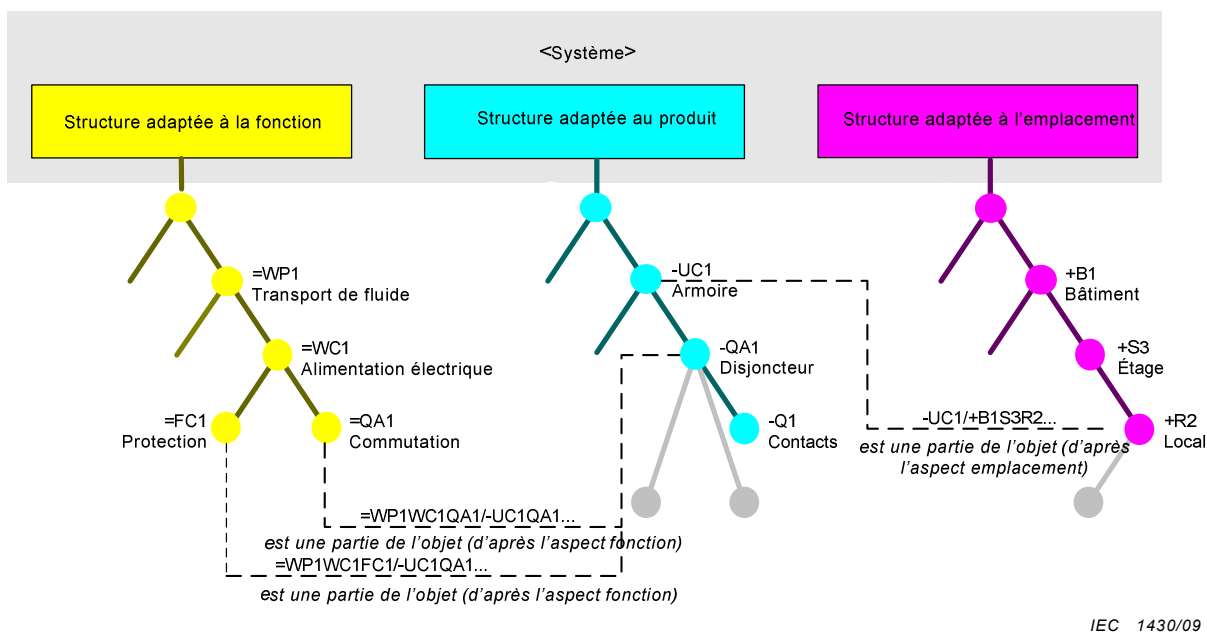 <Système>
Structure adaptée à la fonction
Structure adaptée au produit
Structure adaptée à l'emplacement
=WP1
Transport de fluide
-UC1
Armoire
+B1
Bâtiment
=WC1
Alimentation électrique
-QA1
Disjoncteur
+S3
Étage
=FC1
Protection
=QA1
Commutation
-Q1
Contacts
-UC1/+B1S3R2...
est une partie de l'objet (d'après
l'aspect emplacement)
+R2
Local
=WP1WC1QA1/-UC1QA1...
est une partie de l'objet (d'après l'aspect fonction)
=WP1WC1FC1/-UC1QA1...
est une partie de l'objet (d'après l'aspect fonction)
IEC 1430/09